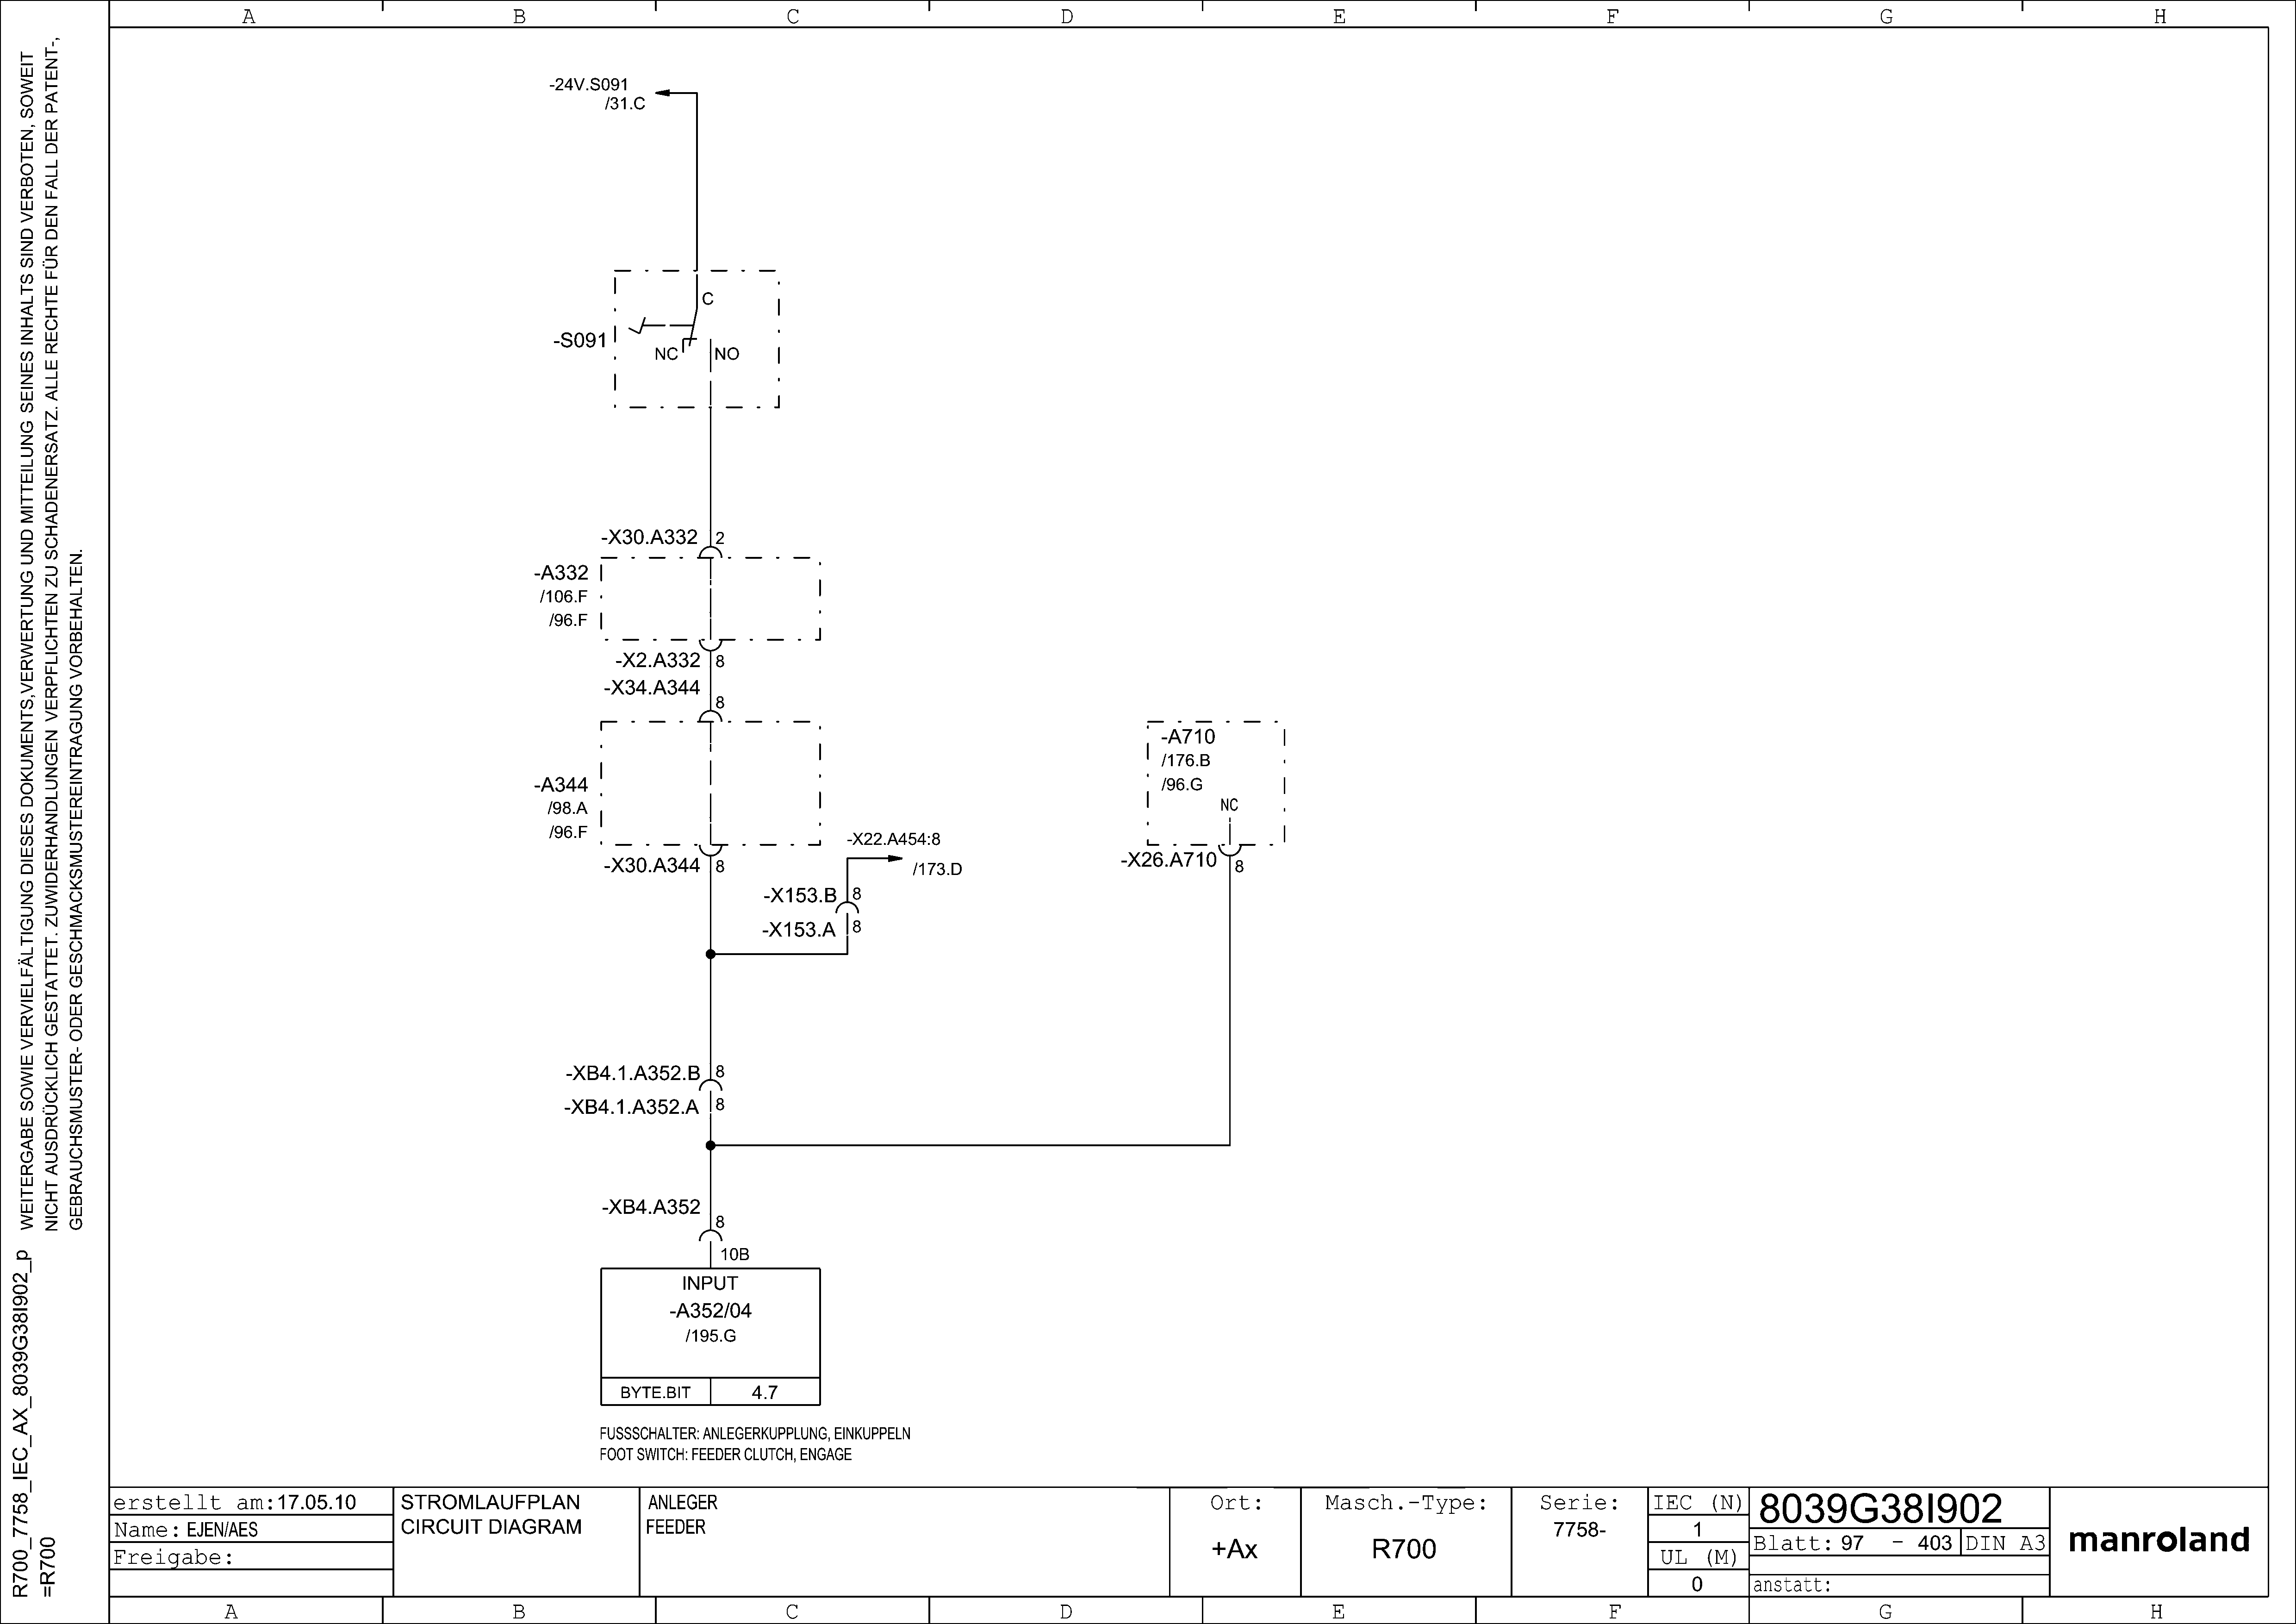 A B C D E F G H
WEITERGABE SOWIE VERVIELFÄLTIGUNG DIESES DOKUMENTS,VERWERTUNG UND MITTEILUNG SEINES INHALTS SIND VERBOTEN, SOWEIT
NICHT AUSDRÜCKLICH GESTATTET. ZUWIDERHANDLUNGEN VERPFLICHTEN ZU SCHADENERSATZ. ALLE RECHTE FÜR DEN FALL DER PATENT-,
GEBRAUCHSMUSTER- ODER GESCHMACKSMUSTEREINTRAGUNG VORBEHALTEN.
R700_7758_IEC_AX_8039G38I902_p
=R700
-24V.S091
/31.C
C
-S091
NC
NO
-X30.A332 2
-A332
/106.F
/96.F
-X2.A332 8
-X34.A344
8
-A344
/98.A
/96.F
-X30.A344 8
-X22.A454:8
/173.D
-X153.B 8
-X153.A 8
-A710
/176.B
/96.G
NC
-X26.A710 8
-XB4.1.A352.B 8
-XB4.1.A352.A 8
-XB4.A352
8
10B
INPUT
-A352/04
/195.G
BYTE.BIT 4.7
FUSSSCHALTER: ANLEGERKUPPLUNG, EINKUPPELN
FOOT SWITCH: FEEDER CLUTCH, ENGAGE
erstellt am:17.05.10
Name: EJEN/AES
Freigabe:
STROMLAUFPLAN
CIRCUIT DIAGRAM
ANLEGER
FEEDER
Ort:
+Ax
Masch.-Type:
R700
Serie:
7758-
IEC (N)
1
UL (M)
0
8039G38I902
Blatt: 97 - 403 DIN A3
anstatt:
manroland
A B C D E F G H